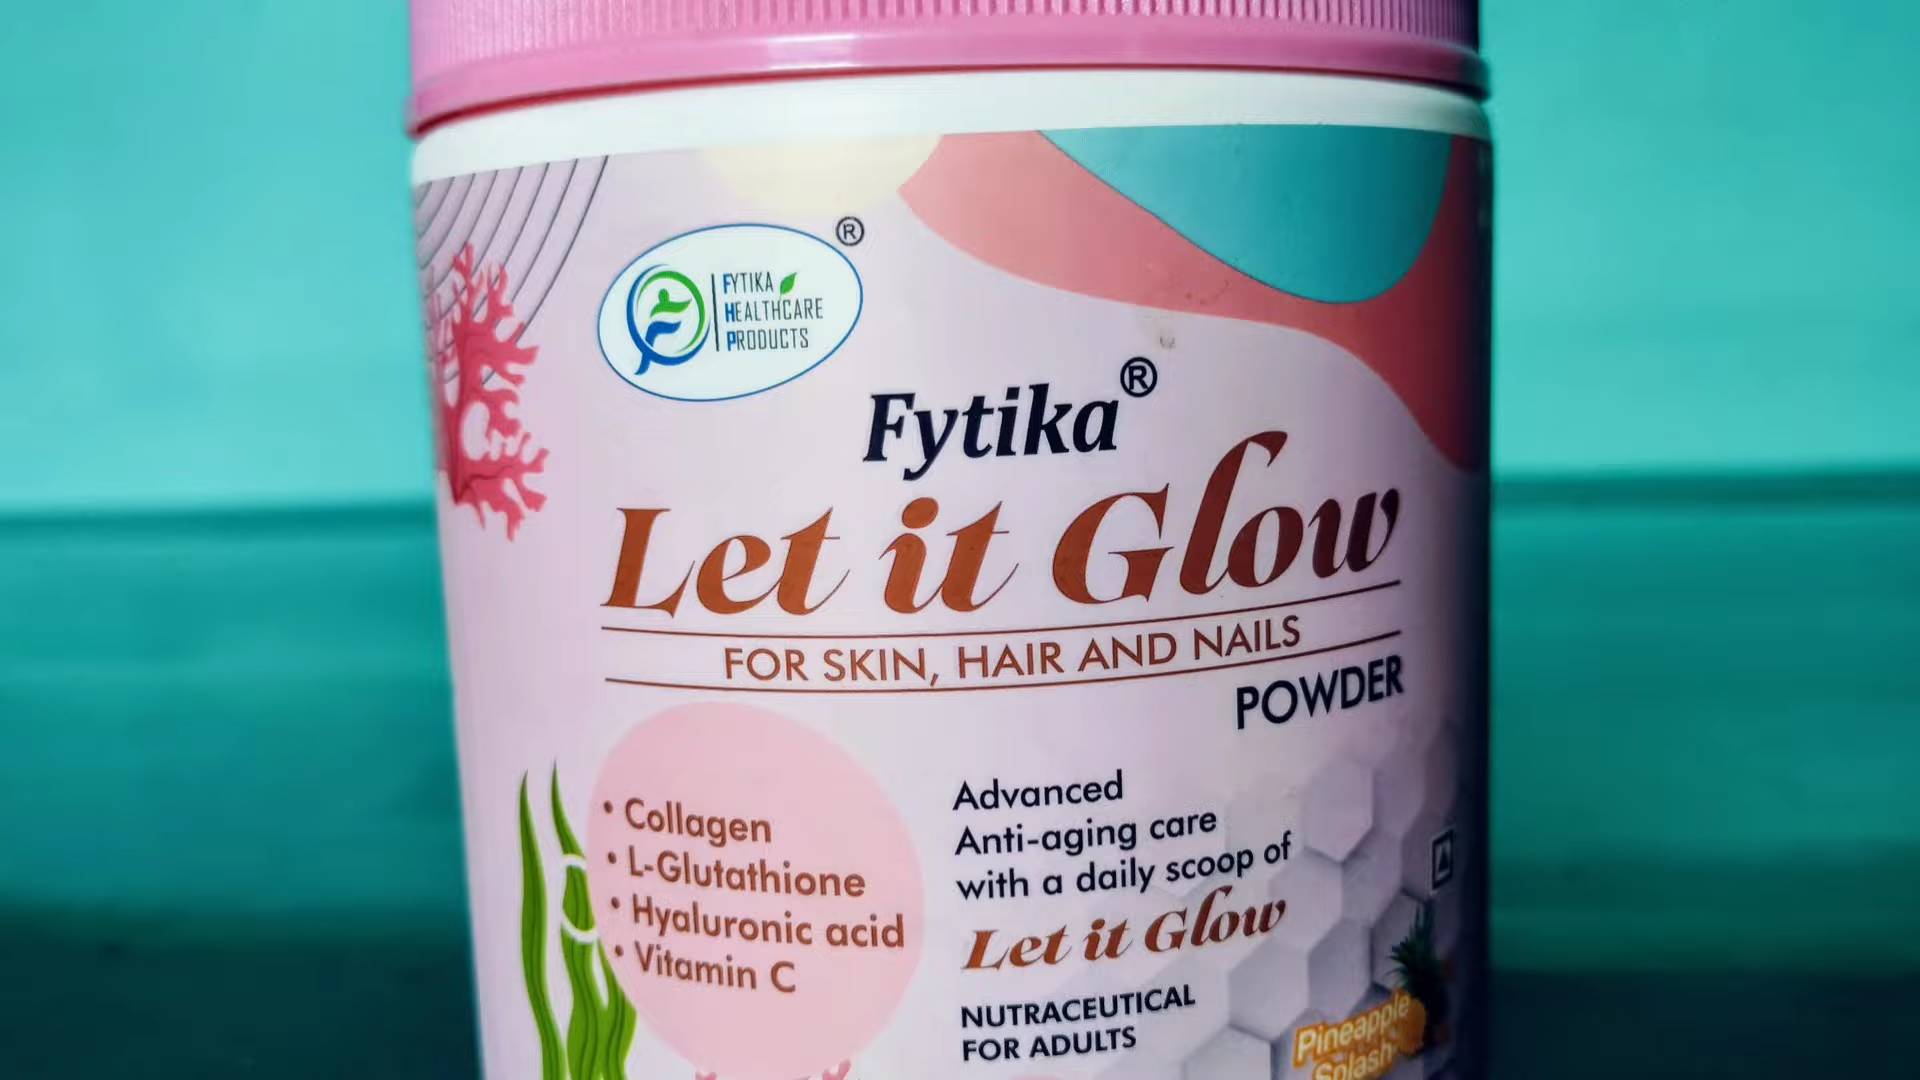 ®
FYTIKA
HEALTHCARE
PRODUCTS
Fytika®
Let it Glow
FOR SKIN, HAIR AND NAILS
POWDER
• Collagen
• L-Glutathione
• Hyaluronic acid
• Vitamin C
Advanced
Anti-aging care
with a daily scoop of
Let it Glow
NUTRACEUTICAL
FOR ADULTS
Pineapple
Splash